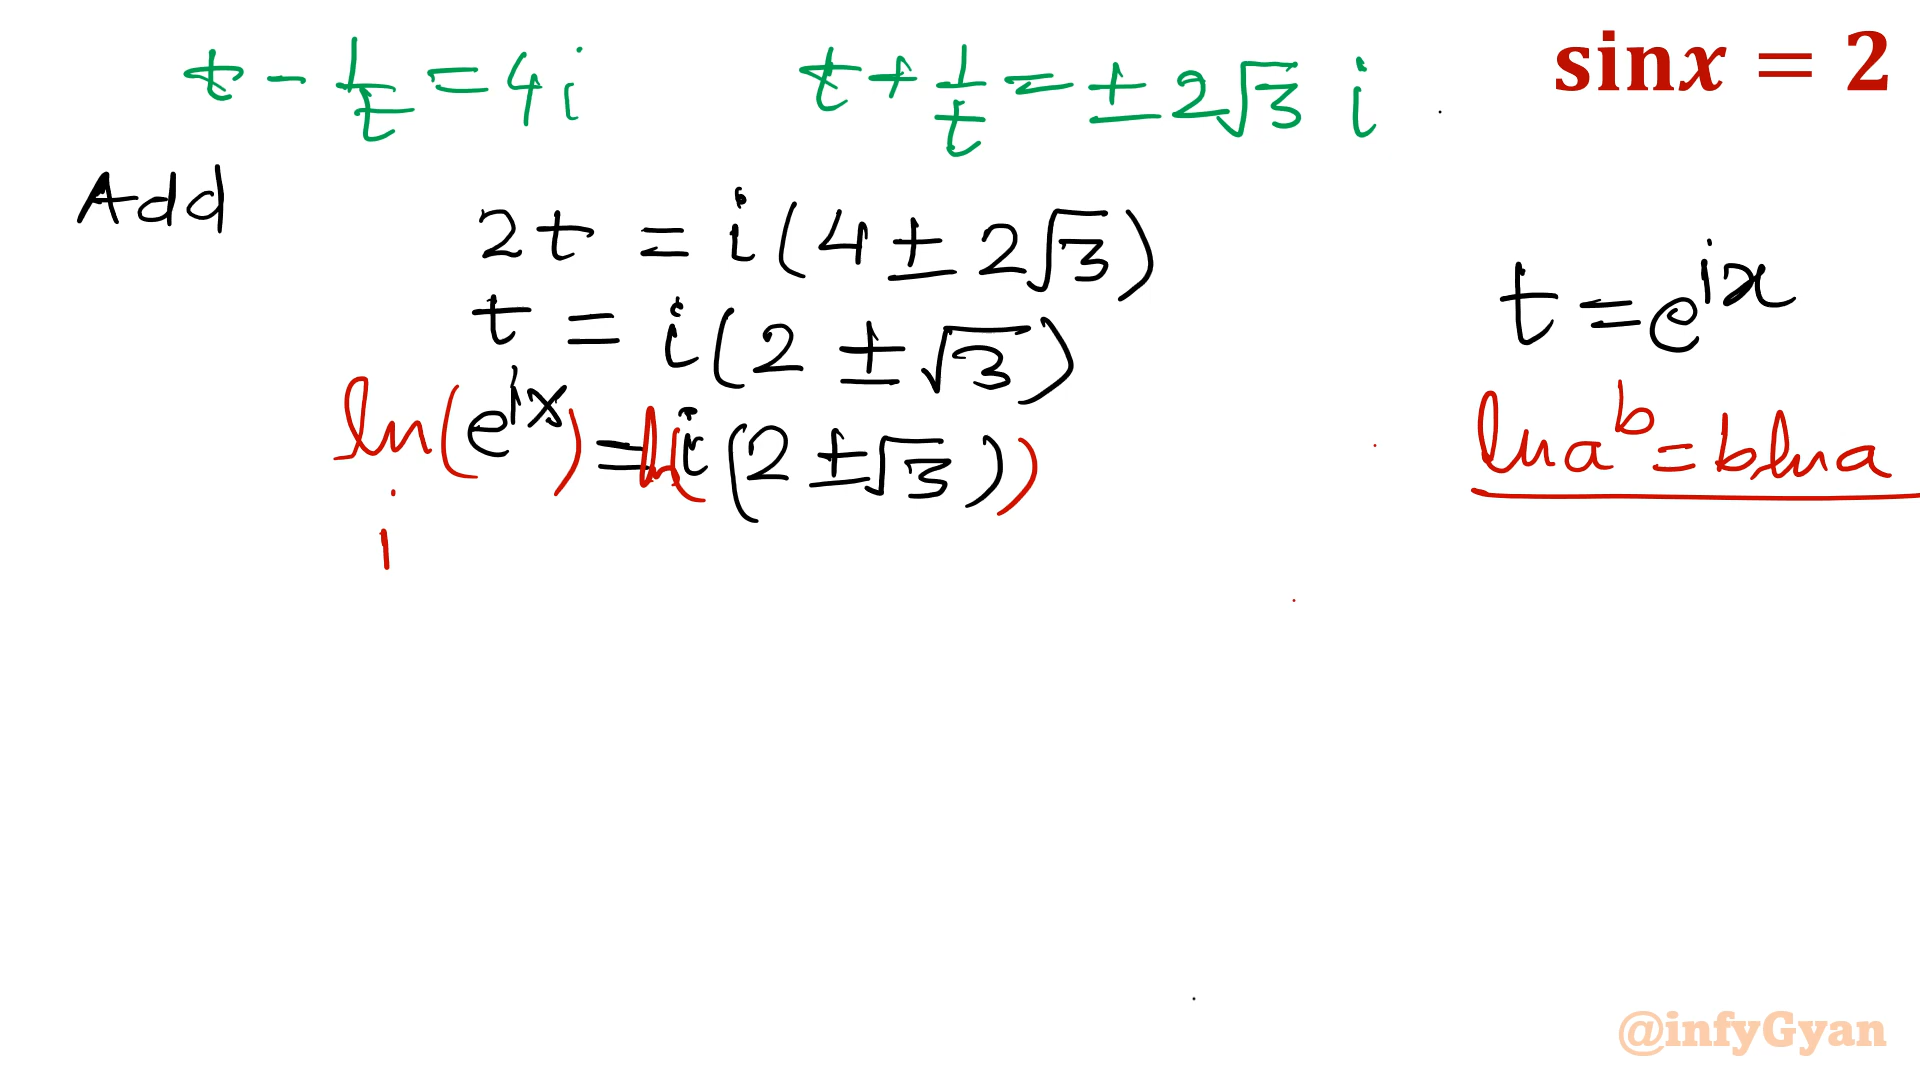 t - 1/t = 4i    t + 1/t = ± 2√3 i    sinx = 2
Add
2t = i(4 ± 2√3)
t = e^{ix}
t = i(2 ± √3)
ln(e^{ix}) = ln(i(2 ± √3))
ln a^b = b ln a
i
@infyGyan